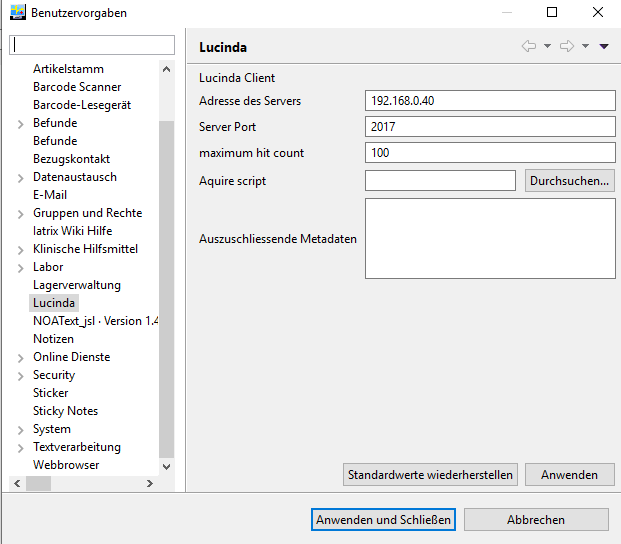 Benutzervorgaben
Artikelstamm
Barcode Scanner
Barcode-Lesegerät
Befunde
Befunde
Bezugskontakt
Datenaustausch
E-Mail
Gruppen und Rechte
Iatrix Wiki Hilfe
Klinische Hilfsmittel
Labor
Lagerverwaltung
Lucinda
NOAText_jsl · Version 1.4
Notizen
Online Dienste
Security
Sticker
Sticky Notes
System
Textverarbeitung
Webbrowser
Lucinda
Lucinda Client
Adresse des Servers 192.168.0.40
Server Port 2017
maximum hit count 100
Aquire script Durchsuchen...
Auszuschliessende Metadaten
Standardwerte wiederherstellen Anwenden
Anwenden und Schließen Abbrechen